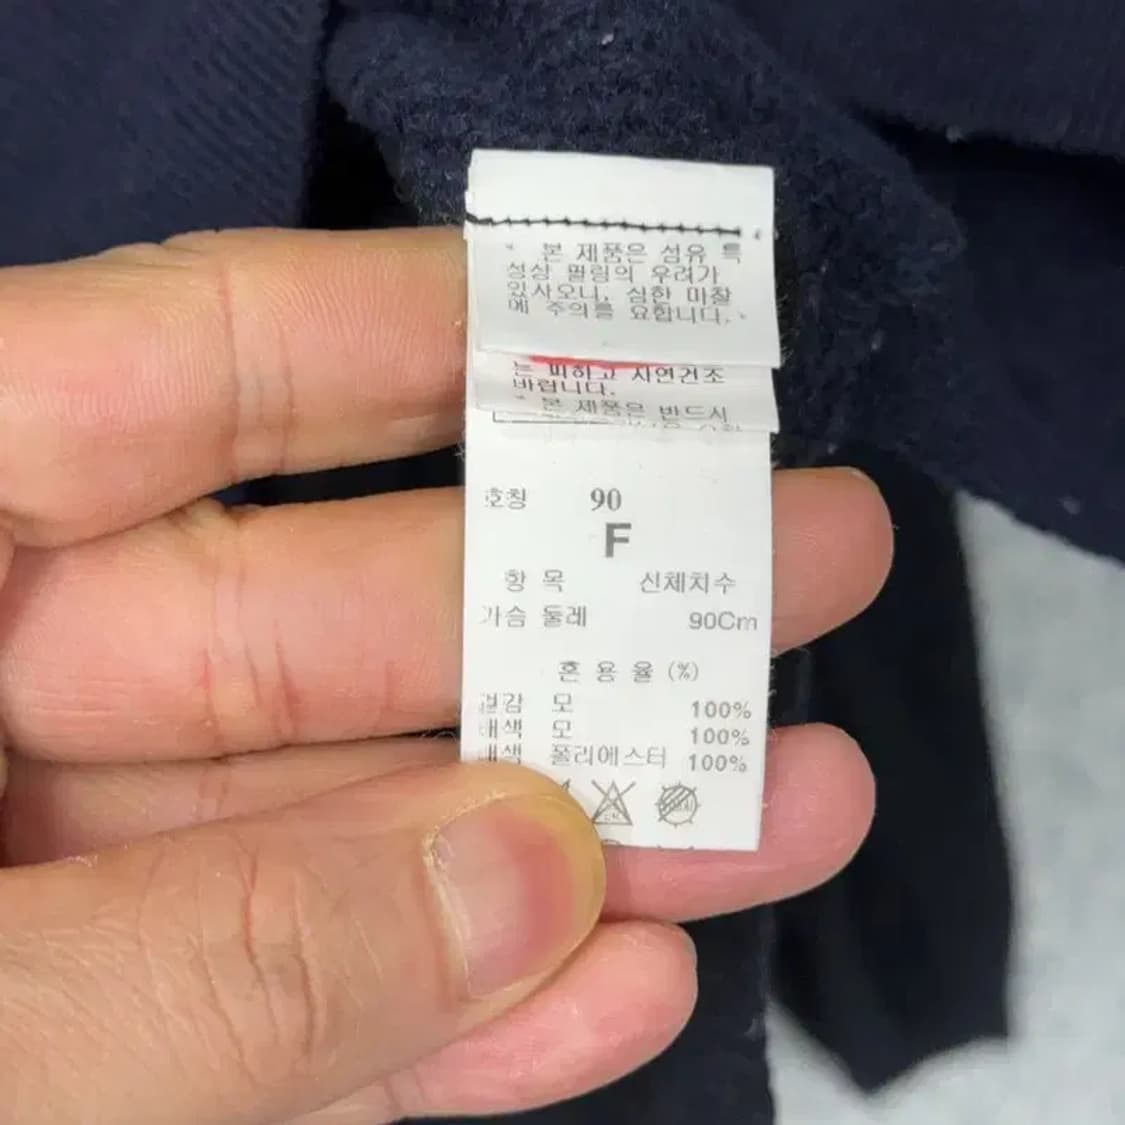 * 본 제품은 섬유 특
성상 필링의 우려가
있사오니, 심한 마찰
에 주의를 요합니다.
는 피하고 자연건조
바랍니다.
* 본 제품은 반드시
호칭 90
F
항 목 신체치수
가슴 둘레 90Cm
혼 용 율 (%)
겉감 모 100%
배색 모 100%
배색 폴리에스터 100%